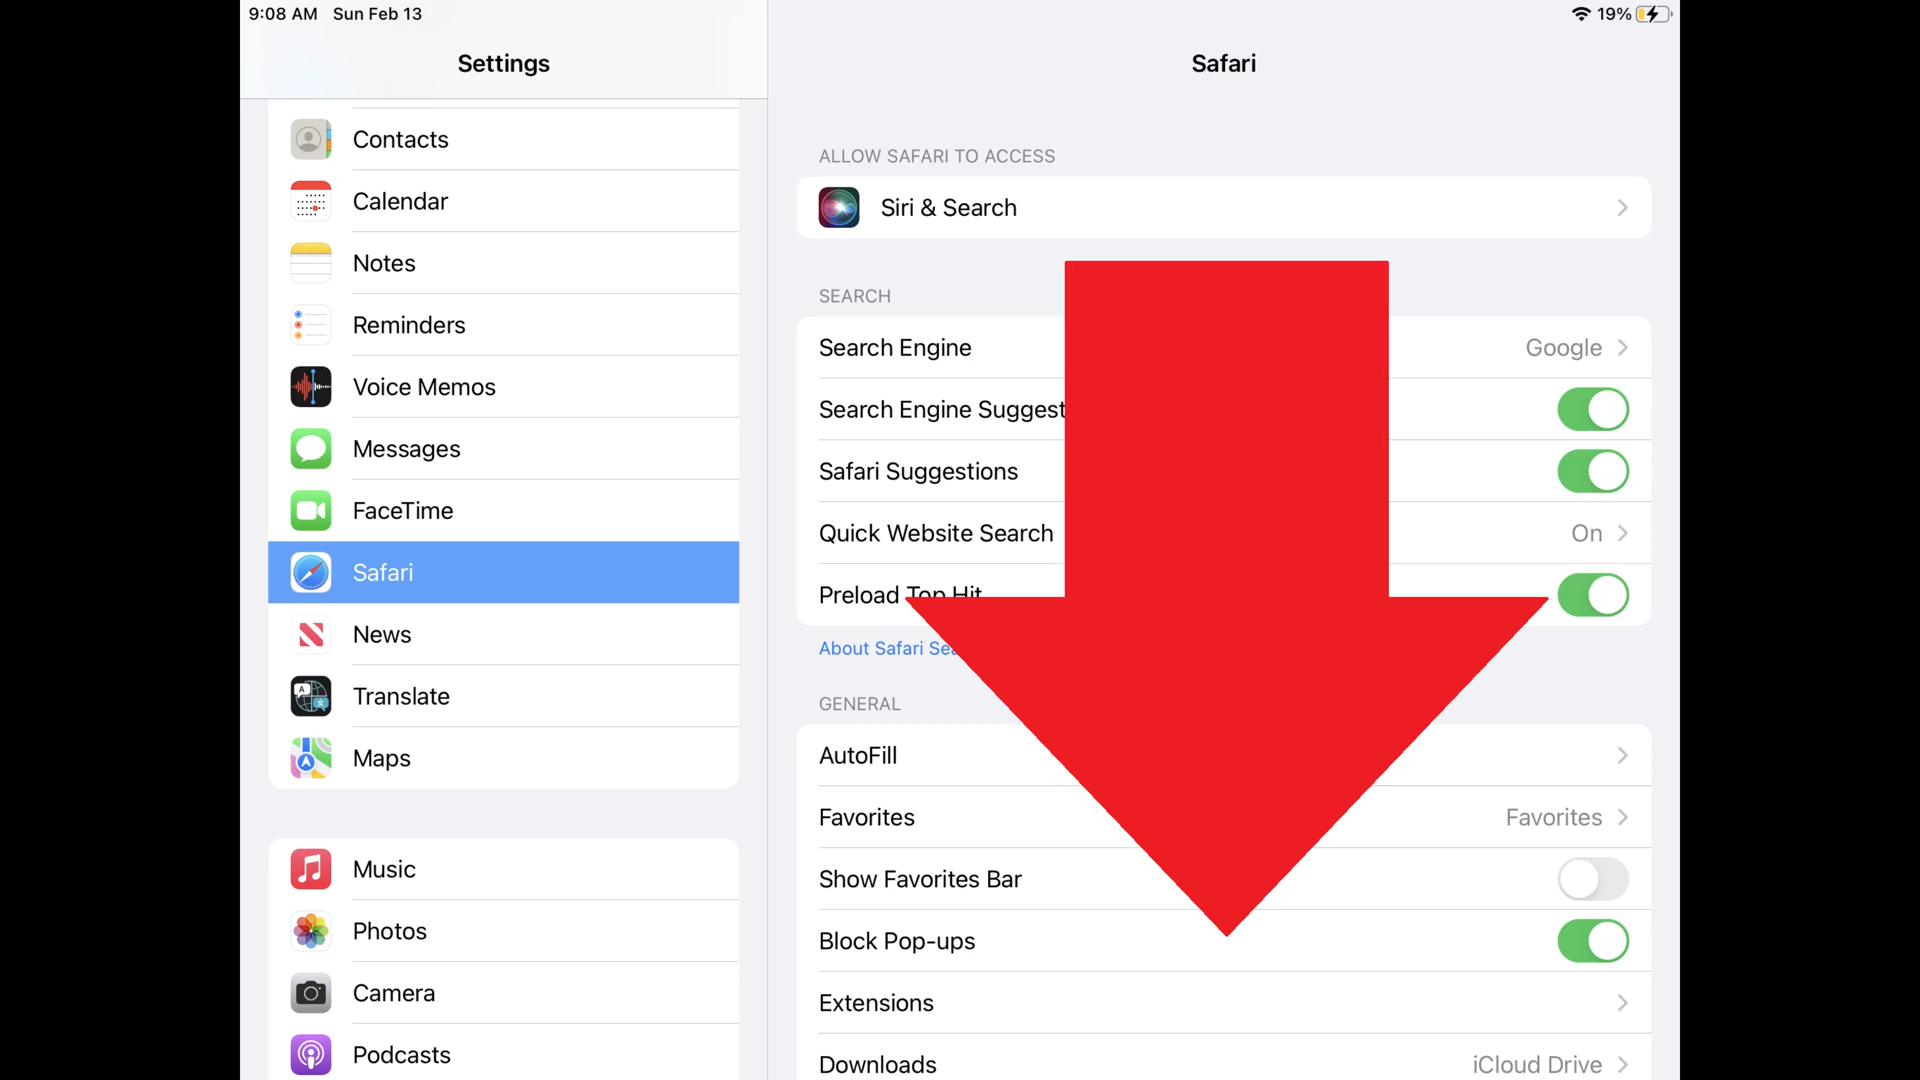 9:08 AM Sun Feb 13
19%
Settings
Contacts
Calendar
Notes
Reminders
Voice Memos
Messages
FaceTime
Safari
News
Translate
Maps
Music
Photos
Camera
Podcasts
Safari
ALLOW SAFARI TO ACCESS
Siri & Search
SEARCH
Search Engine Google
Search Engine Suggest
Safari Suggestions
Quick Website Search On
Preload Top Hit
About Safari Sea
GENERAL
AutoFill
Favorites Favorites
Show Favorites Bar
Block Pop-ups
Extensions
Downloads iCloud Drive